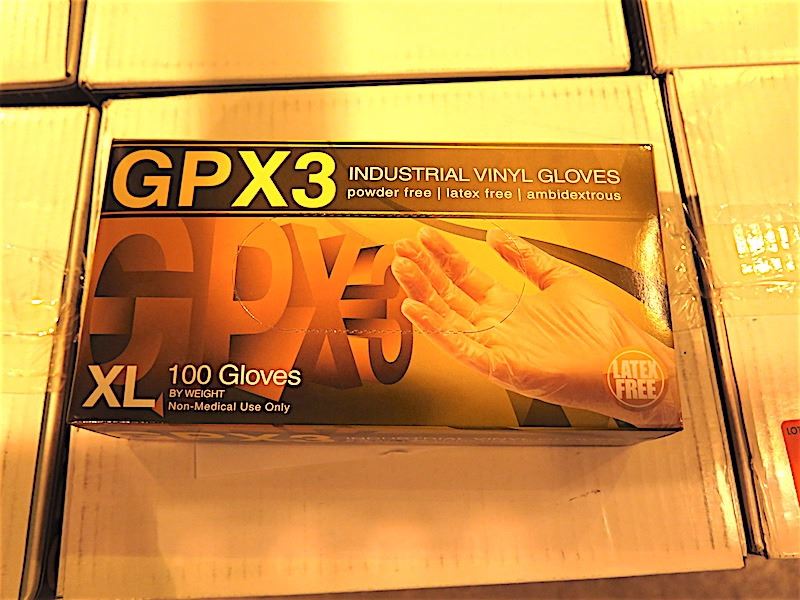 GPX3
INDUSTRIAL VINYL GLOVES
powder free | latex free | ambidextrous
GPX3
XL
100 Gloves
BY WEIGHT
Non-Medical Use Only
LATEX
FREE
GPX3 INDUSTRIAL VINYL
LOT